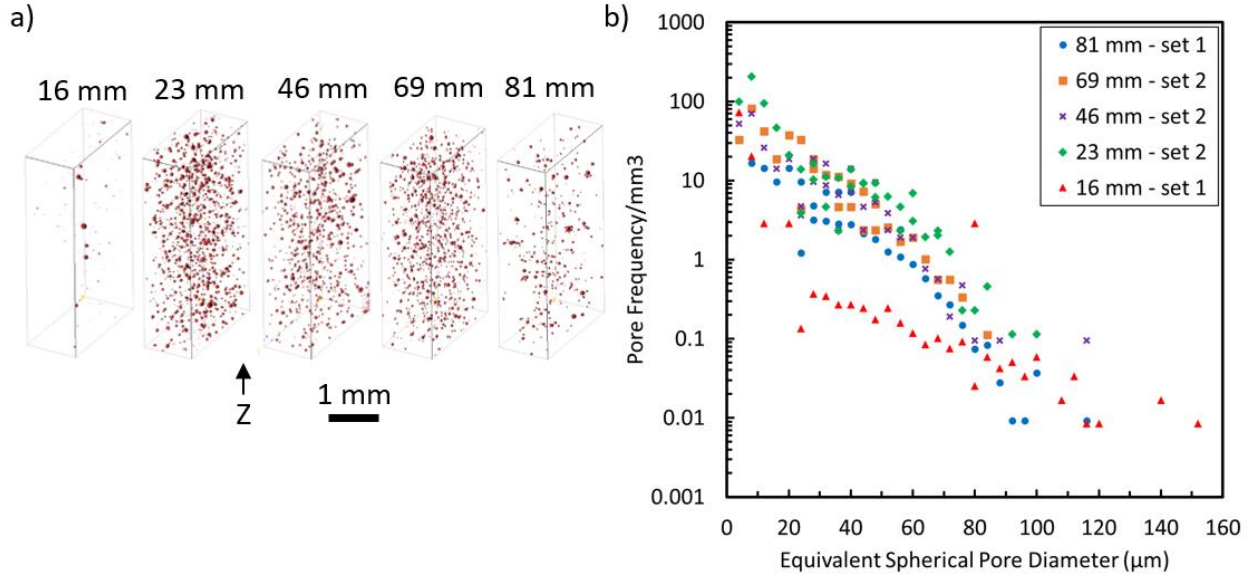 a)
16 mm 23 mm 46 mm 69 mm 81 mm
Z
1 mm
b)
Pore Frequency/mm3
1000
100
10
1
0.1
0.01
0.001
0 20 40 60 80 100 120 140 160
Equivalent Spherical Pore Diameter (µm)
81 mm - set 1
69 mm - set 2
46 mm - set 2
23 mm - set 2
16 mm - set 1